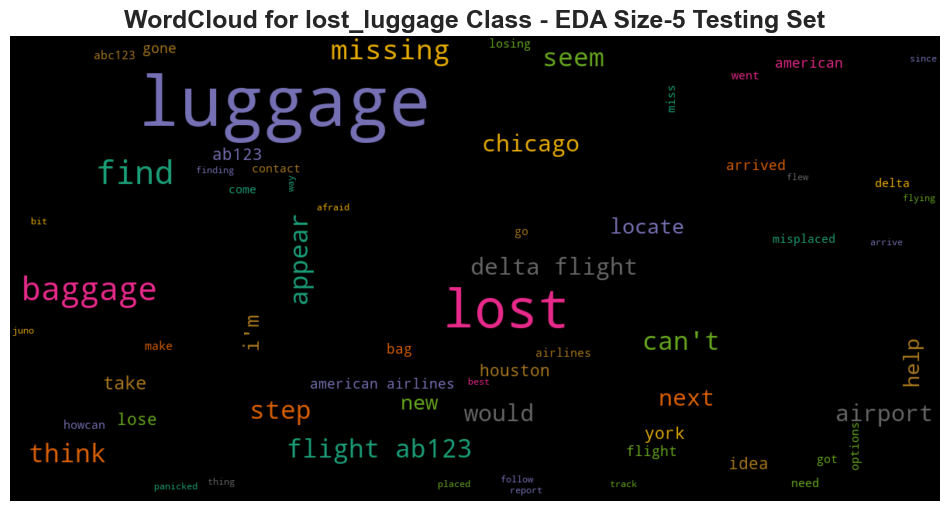 WordCloud for lost_luggage Class - EDA Size-5 Testing Set
abc123
gone
missing
losing
seem
american
since
went
luggage
miss
chicago
ab123
find
finding
contact
arrived
flew
come
way
delta
flying
afraid
bit
appear
go
locate
misplaced
arrive
delta flight
baggage
lost
juno
i'm
make
bag
airlines
can't
help
houston
take
american airlines
best
step
new
would
next
airport
howcan
lose
york
think
flight ab123
flight
idea
got
options
panicked
thing
placed
follow
report
track
need